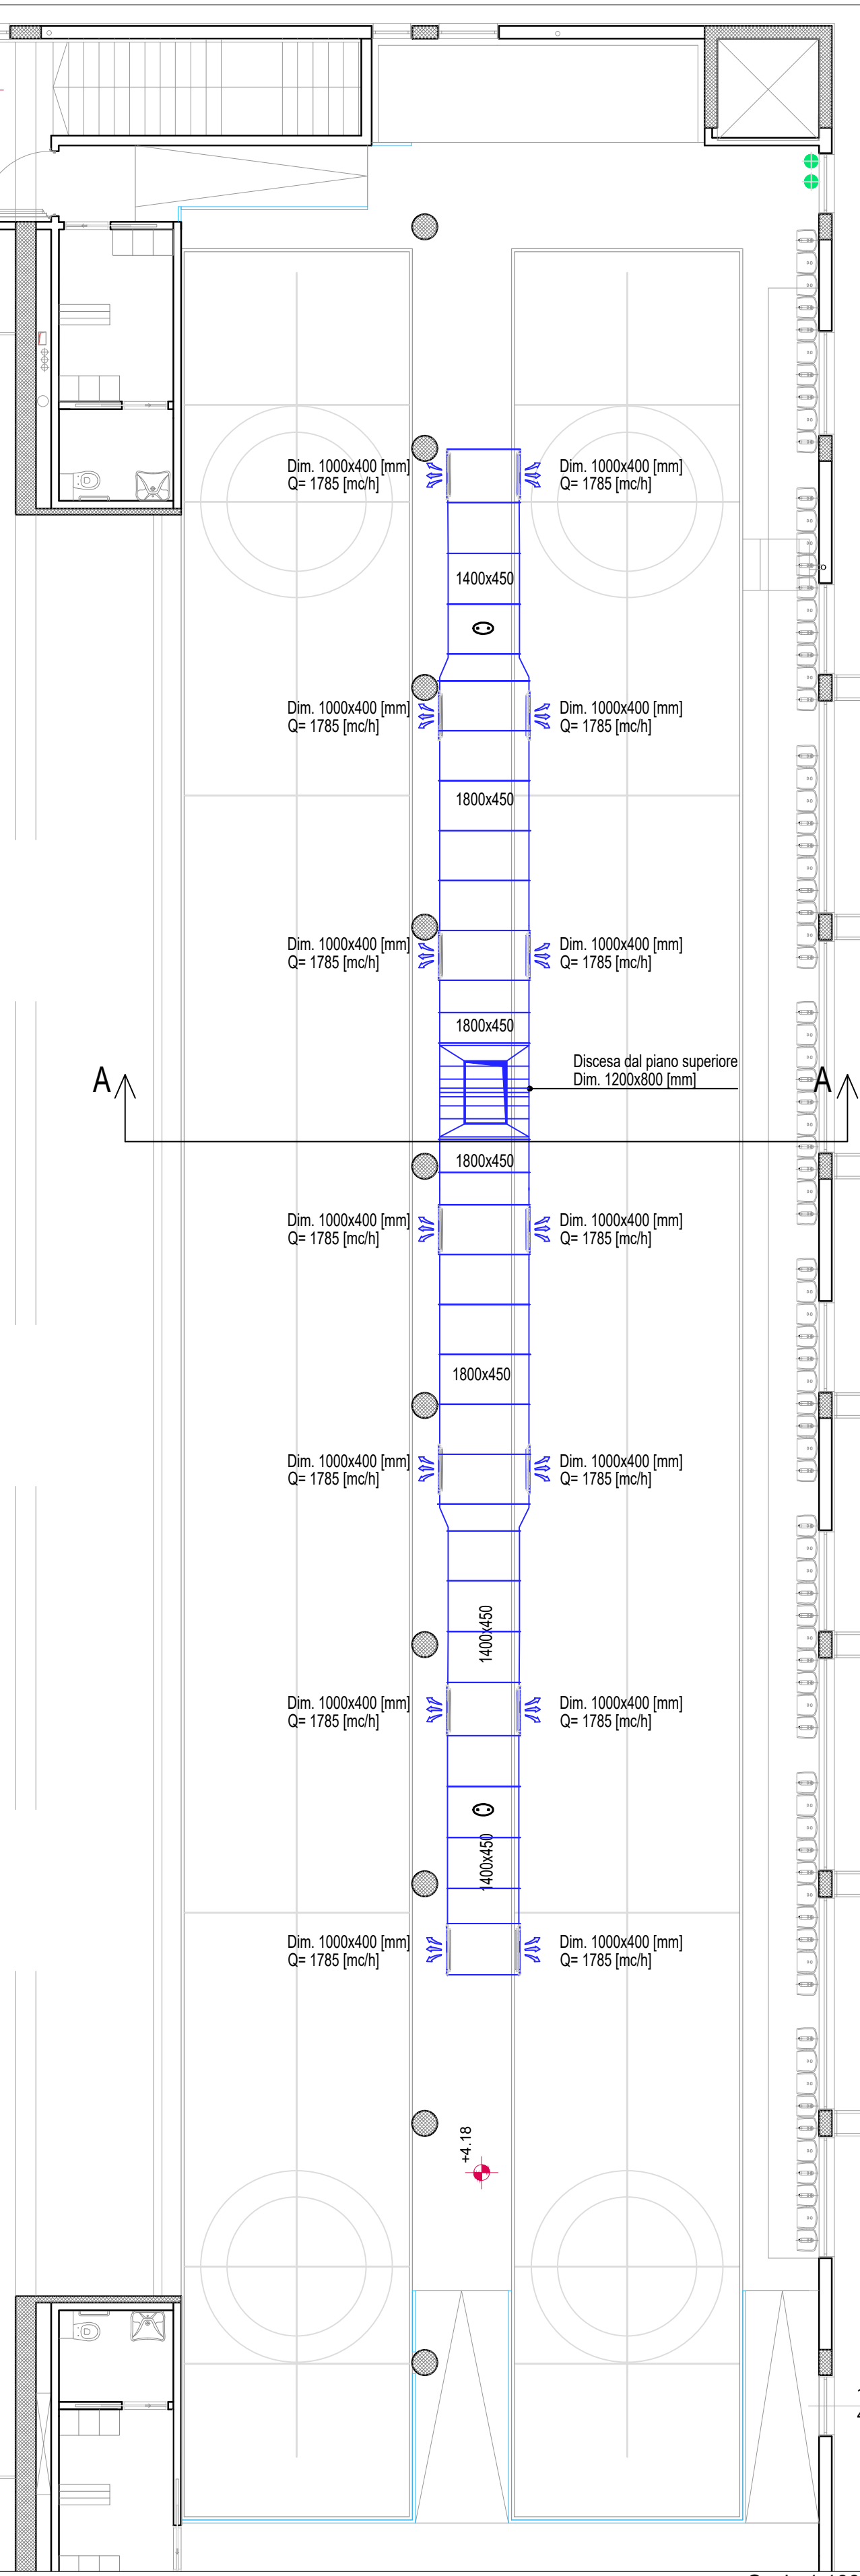 Dim. 1000x400 [mm]
Q= 1785 [mc/h]
Dim. 1000x400 [mm]
Q= 1785 [mc/h]
1400x450
Dim. 1000x400 [mm]
Q= 1785 [mc/h]
Dim. 1000x400 [mm]
Q= 1785 [mc/h]
1800x450
Dim. 1000x400 [mm]
Q= 1785 [mc/h]
Dim. 1000x400 [mm]
Q= 1785 [mc/h]
1800x450
Discesa dal piano superiore
Dim. 1200x800 [mm]
A
A
1800x450
Dim. 1000x400 [mm]
Q= 1785 [mc/h]
Dim. 1000x400 [mm]
Q= 1785 [mc/h]
1800x450
Dim. 1000x400 [mm]
Q= 1785 [mc/h]
Dim. 1000x400 [mm]
Q= 1785 [mc/h]
1400x450
Dim. 1000x400 [mm]
Q= 1785 [mc/h]
Dim. 1000x400 [mm]
Q= 1785 [mc/h]
1400x450
Dim. 1000x400 [mm]
Q= 1785 [mc/h]
Dim. 1000x400 [mm]
Q= 1785 [mc/h]
+4.18